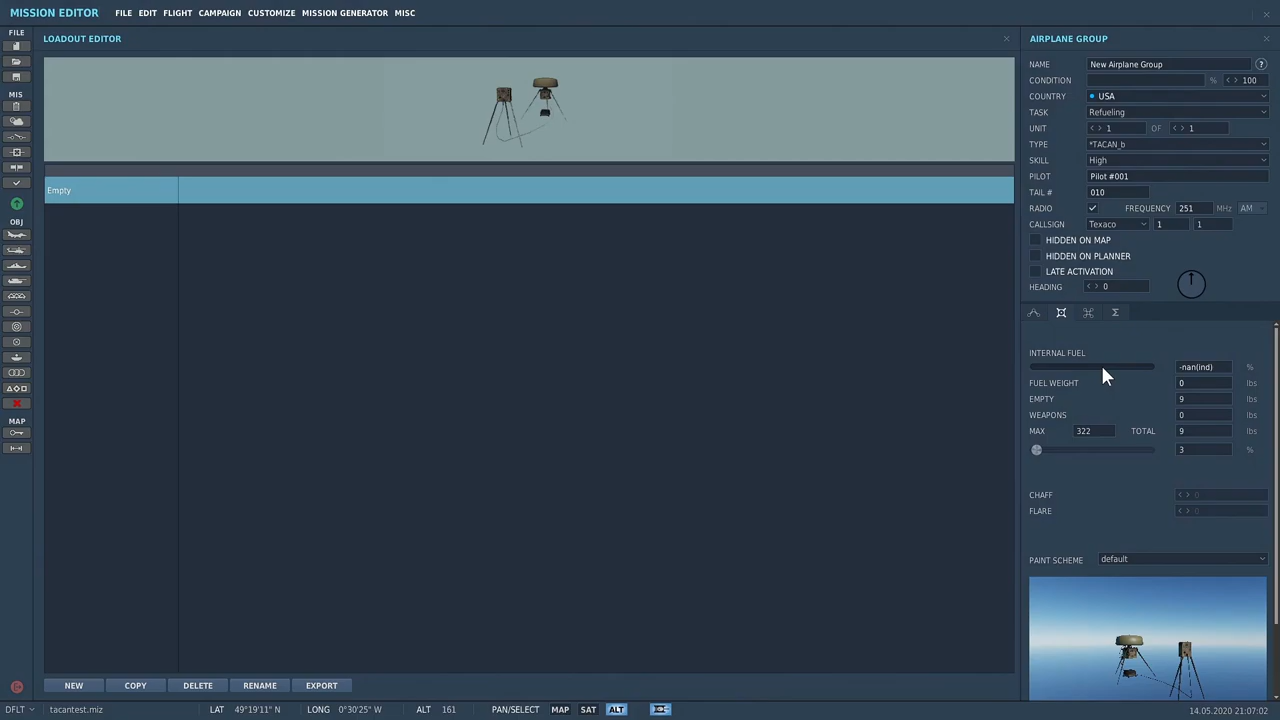 MISSION EDITOR FILE EDIT FLIGHT CAMPAIGN CUSTOMIZE MISSION GENERATOR MISC
FILE
LOADOUT EDITOR
AIRPLANE GROUP
NAME New Airplane Group ?
CONDITION % 100
COUNTRY USA
TASK Refueling
UNIT 1 OF 1
TYPE *TACAN_b
SKILL High
PILOT Pilot #001
TAIL # 010
RADIO FREQUENCY 251 MHz AM
CALLSIGN Texaco 1 1
HIDDEN ON MAP
HIDDEN ON PLANNER
LATE ACTIVATION
HEADING 0
MIS
OBJ
MAP
Empty
INTERNAL FUEL
-nan(ind) %
FUEL WEIGHT 0 lbs
EMPTY 9 lbs
WEAPONS 0 lbs
MAX 322 TOTAL 9 lbs
3 %
CHAFF 0
FLARE 0
PAINT SCHEME default
NEW COPY DELETE RENAME EXPORT
DFLT tacantest.miz LAT 49°19'11" N LONG 0°30'25" W ALT 161 PAN/SELECT MAP SAT ALT 14.05.2020 21:07:02